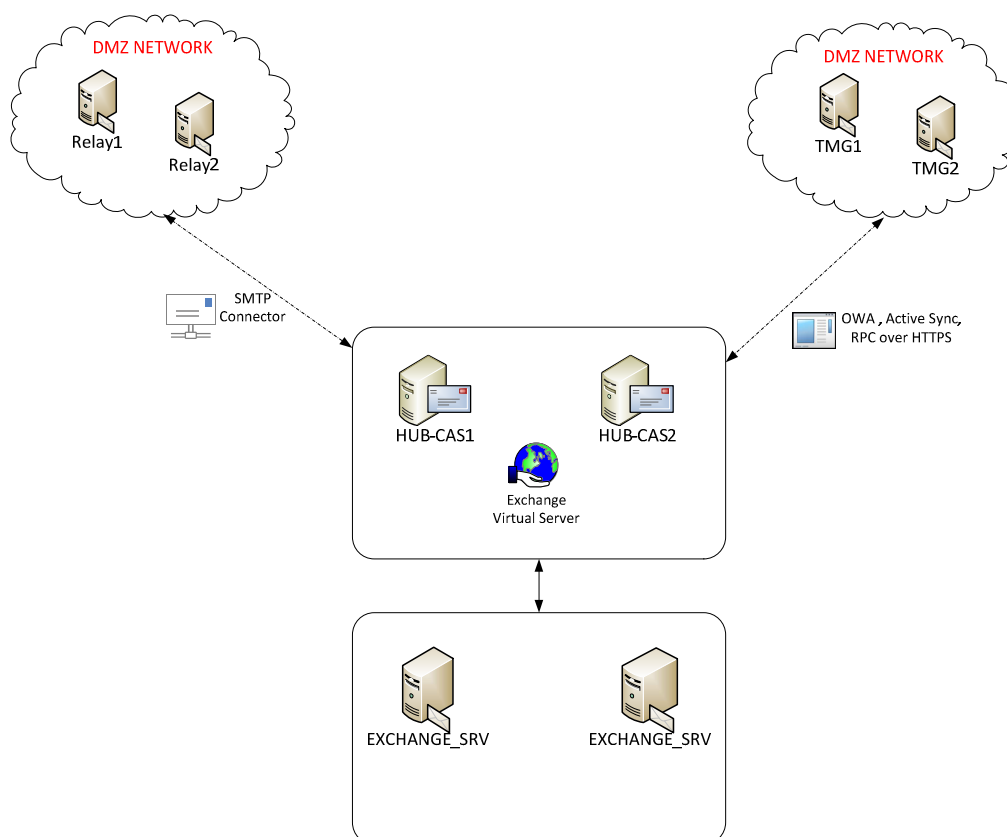 DMZ NETWORK
Relay1
Relay2
DMZ NETWORK
TMG1
TMG2
SMTP
Connector
OWA , Active Sync,
RPC over HTTPS
HUB-CAS1
HUB-CAS2
Exchange
Virtual Server
EXCHANGE_SRV
EXCHANGE_SRV